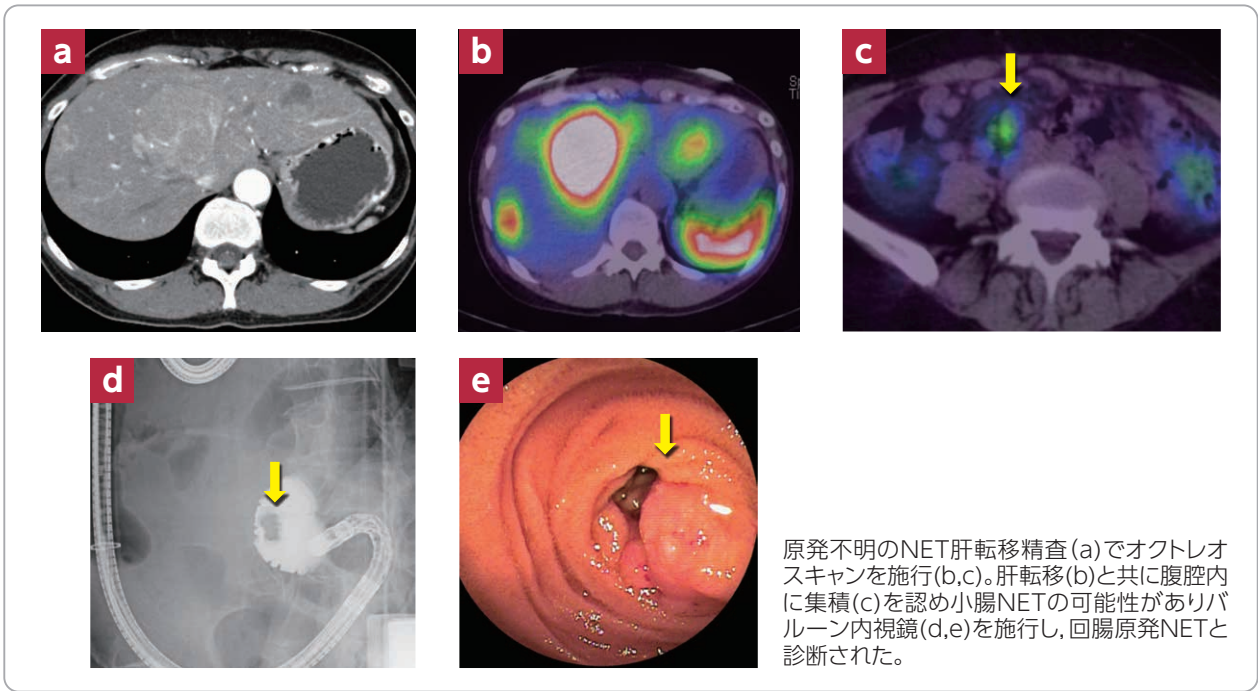 a
b
Sp
TI
c
d
e
原発不明のNET肝転移精査(a)でオクトレオ
スキャンを施行(b,c)。肝転移(b)と共に腹腔内
に集積(c)を認め小腸NETの可能性がありバ
ルーン内視鏡(d,e)を施行し,回腸原発NETと
診断された。